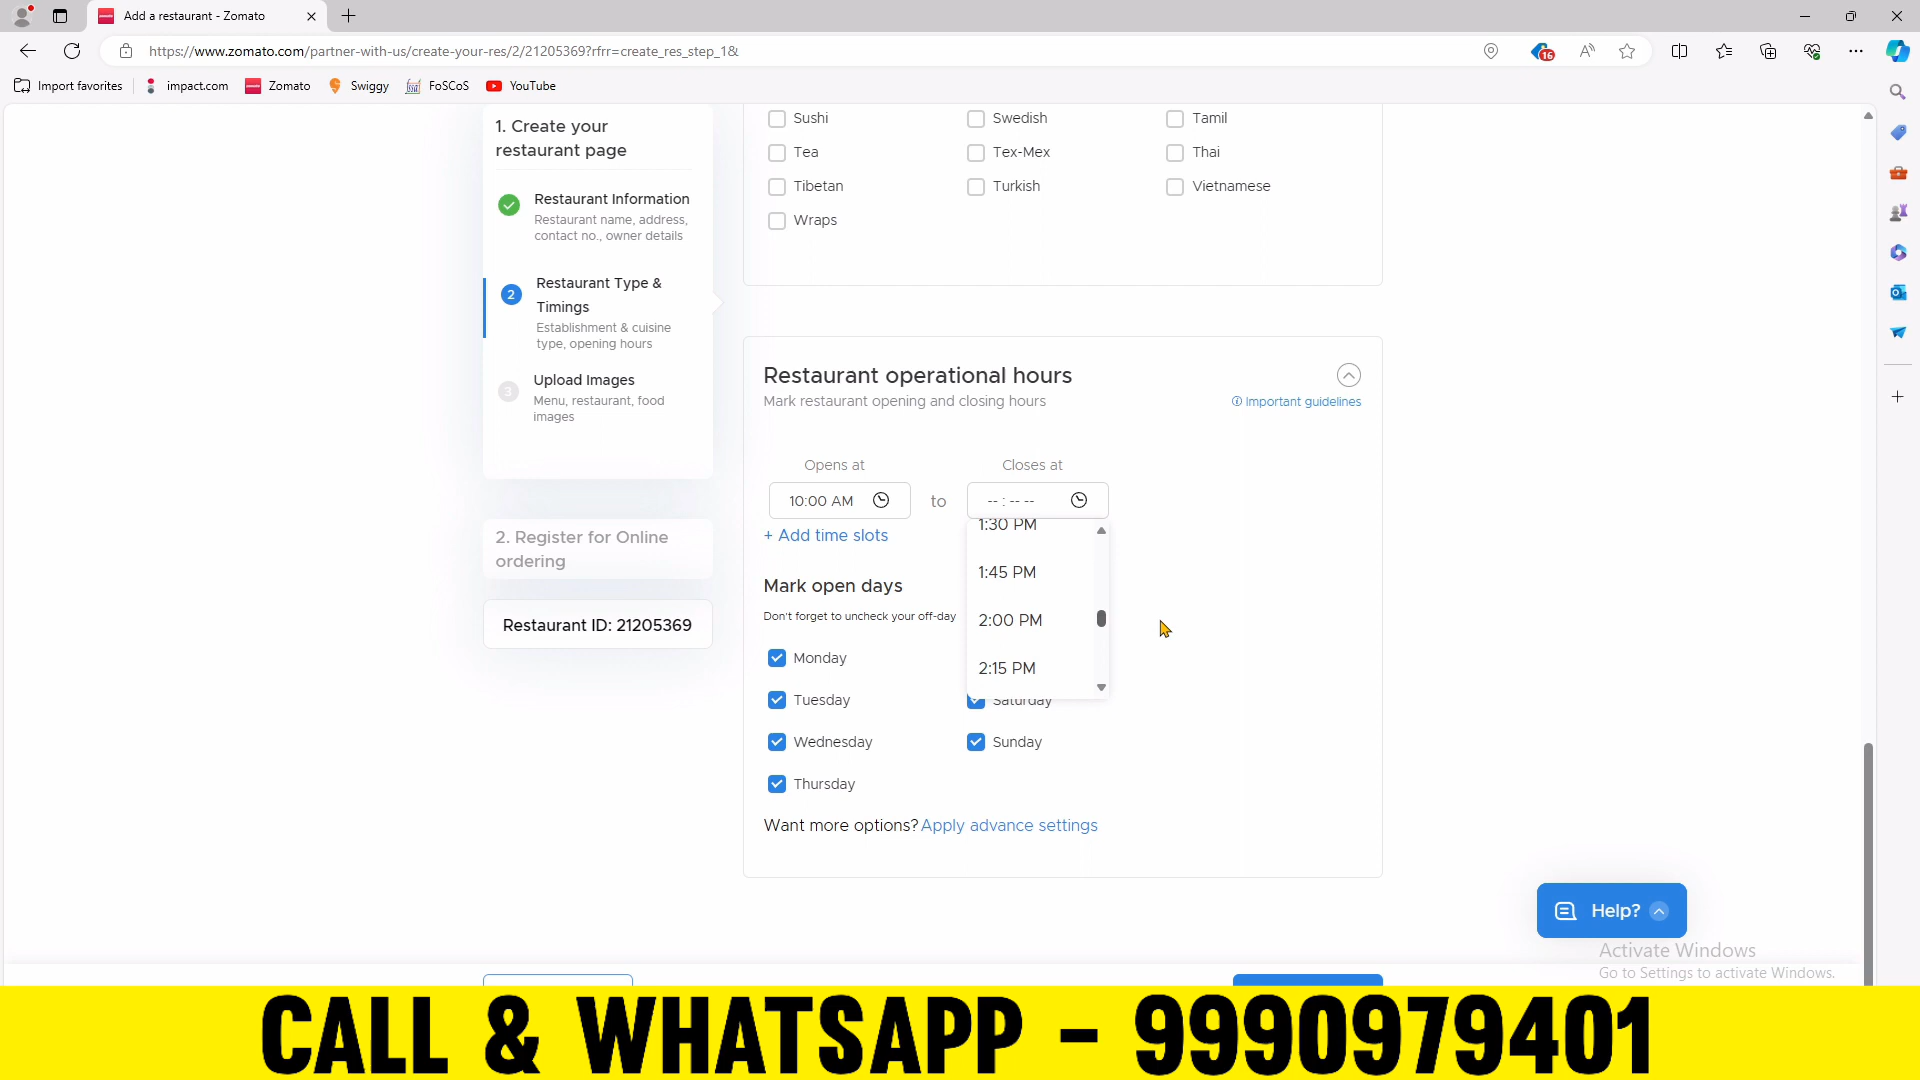 Add a restaurant - Zomato
https://www.zomato.com/partner-with-us/create-your-res/2/21205369?rfrr=create_res_step_1&
16
Import favorites
impact.com
Zomato
Swiggy
FoSCoS
YouTube
1. Create your
restaurant page
Restaurant Information
Restaurant name, address,
contact no., owner details
2
Restaurant Type &
Timings
Establishment & cuisine
type, opening hours
3
Upload Images
Menu, restaurant, food
images
2. Register for Online
ordering
Restaurant ID: 21205369
Sushi
Swedish
Tamil
Tea
Tex-Mex
Thai
Tibetan
Turkish
Vietnamese
Wraps
Restaurant operational hours
Mark restaurant opening and closing hours
Important guidelines
Opens at
Closes at
10:00 AM
to
-- : -- --
+ Add time slots
1:30 PM
1:45 PM
2:00 PM
2:15 PM
Mark open days
Don't forget to uncheck your off-day
Monday
Tuesday
Saturday
Wednesday
Sunday
Thursday
Want more options? Apply advance settings
Help?
Activate Windows
Go to Settings to activate Windows.
CALL & WHATSAPP - 9990979401